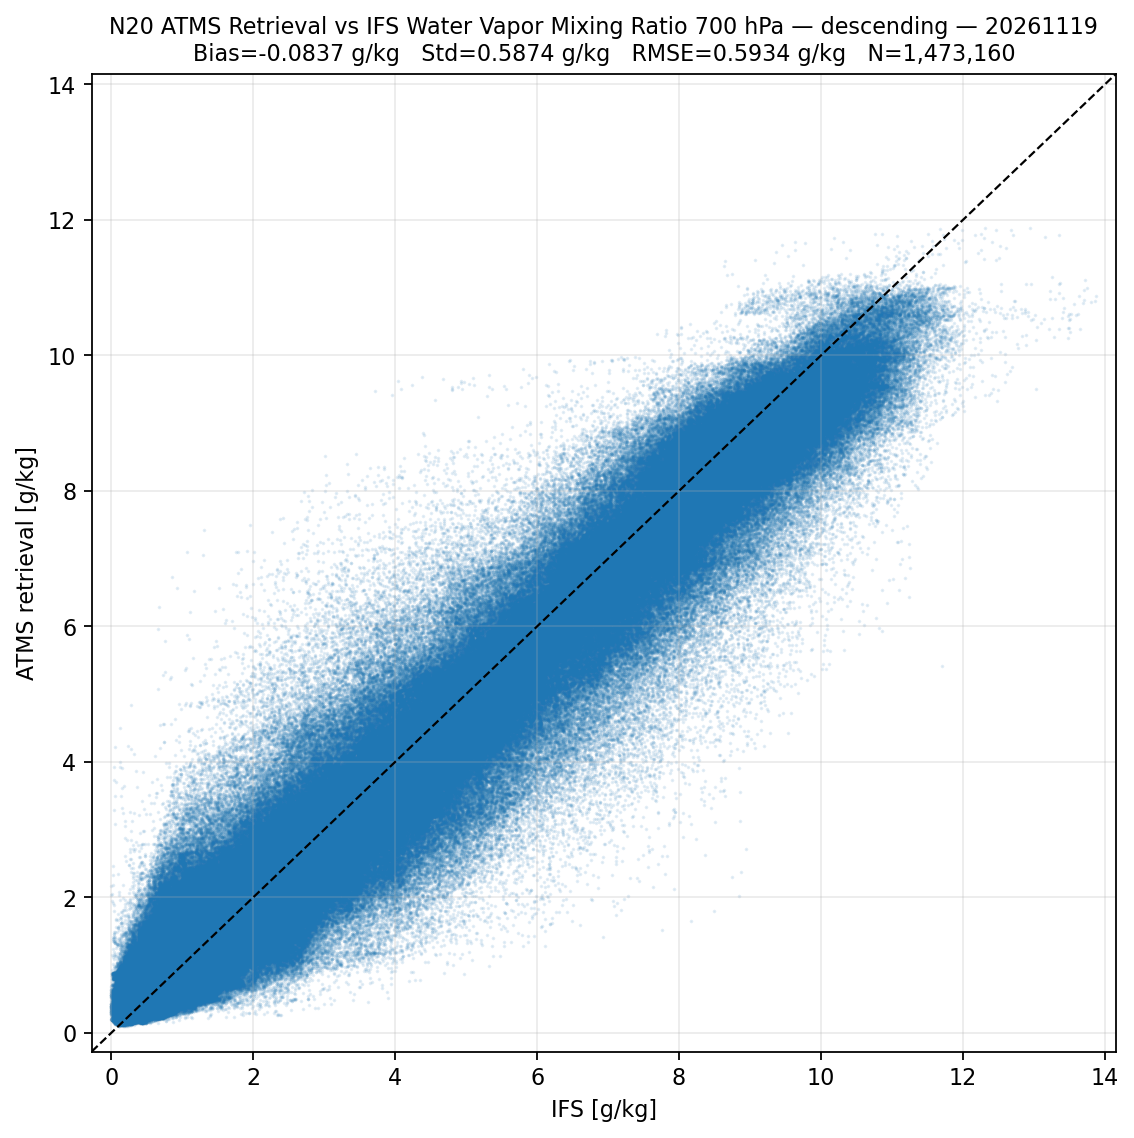 N20 ATMS Retrieval vs IFS Water Vapor Mixing Ratio 700 hPa — descending — 20261119
Bias=-0.0837 g/kg   Std=0.5874 g/kg   RMSE=0.5934 g/kg   N=1,473,160
14
12
10
8
6
4
2
0
ATMS retrieval [g/kg]
0 2 4 6 8 10 12 14
IFS [g/kg]